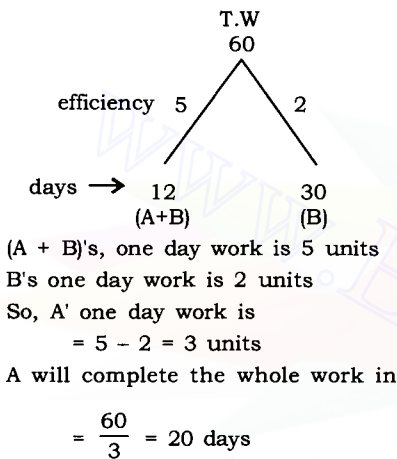 T.W
60
efficiency 5 2
days → 12 30
(A+B) (B)
(A + B)'s, one day work is 5 units
B's one day work is 2 units
So, A' one day work is
= 5 − 2 = 3 units
A will complete the whole work in
= 60/3 = 20 days